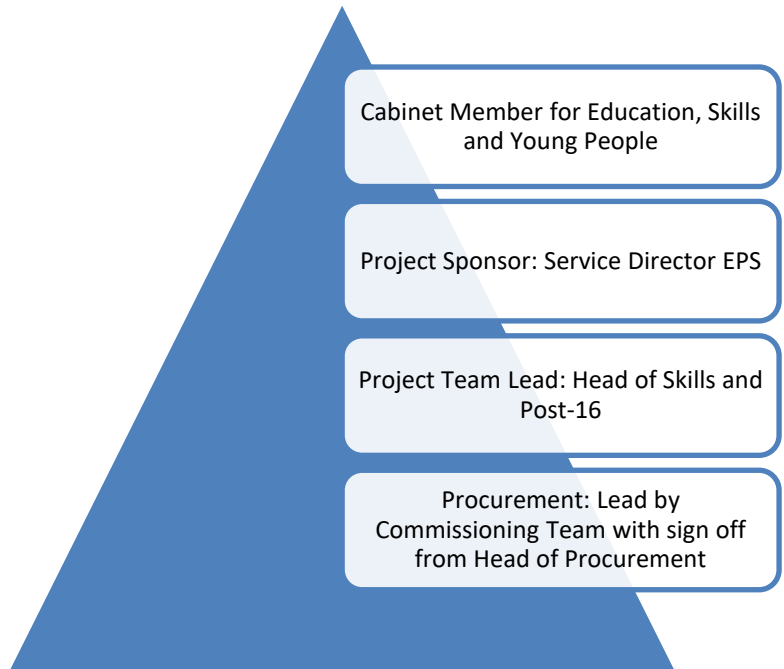 Cabinet Member for Education, Skills
and Young People
Project Sponsor: Service Director EPS
Project Team Lead: Head of Skills and
Post-16
Procurement: Lead by
Commissioning Team with sign off
from Head of Procurement